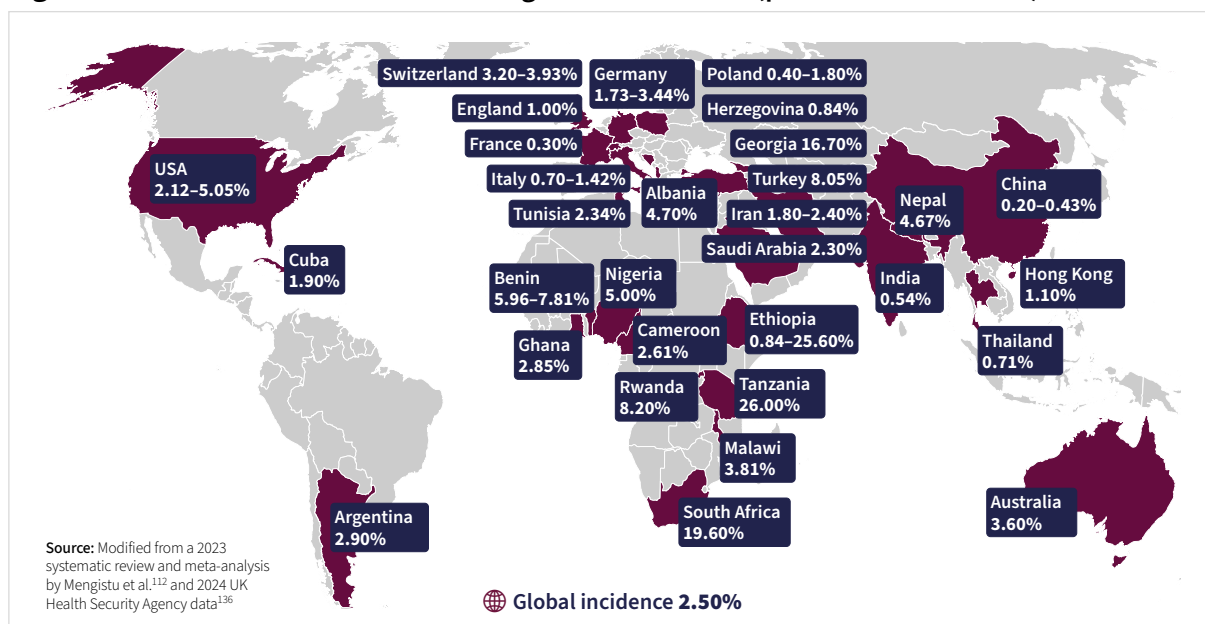 Switzerland 3.20–3.93%
Germany
1.73–3.44%
Poland 0.40–1.80%
England 1.00%
Herzegovina 0.84%
France 0.30%
Georgia 16.70%
USA
2.12–5.05%
Italy 0.70–1.42%
Albania
4.70%
Turkey 8.05%
China
0.20–0.43%
Nepal
4.67%
Tunisia 2.34%
Iran 1.80–2.40%
Saudi Arabia 2.30%
Cuba
1.90%
Benin
5.96–7.81%
Nigeria
5.00%
India
0.54%
Hong Kong
1.10%
Ghana
2.85%
Cameroon
2.61%
Ethiopia
0.84–25.60%
Thailand
0.71%
Rwanda
8.20%
Tanzania
26.00%
Malawi
3.81%
Argentina
2.90%
South Africa
19.60%
Australia
3.60%
Source: Modified from a 2023
systematic review and meta-analysis
by Mengistu et al.112 and 2024 UK
Health Security Agency data136
Global incidence 2.50%